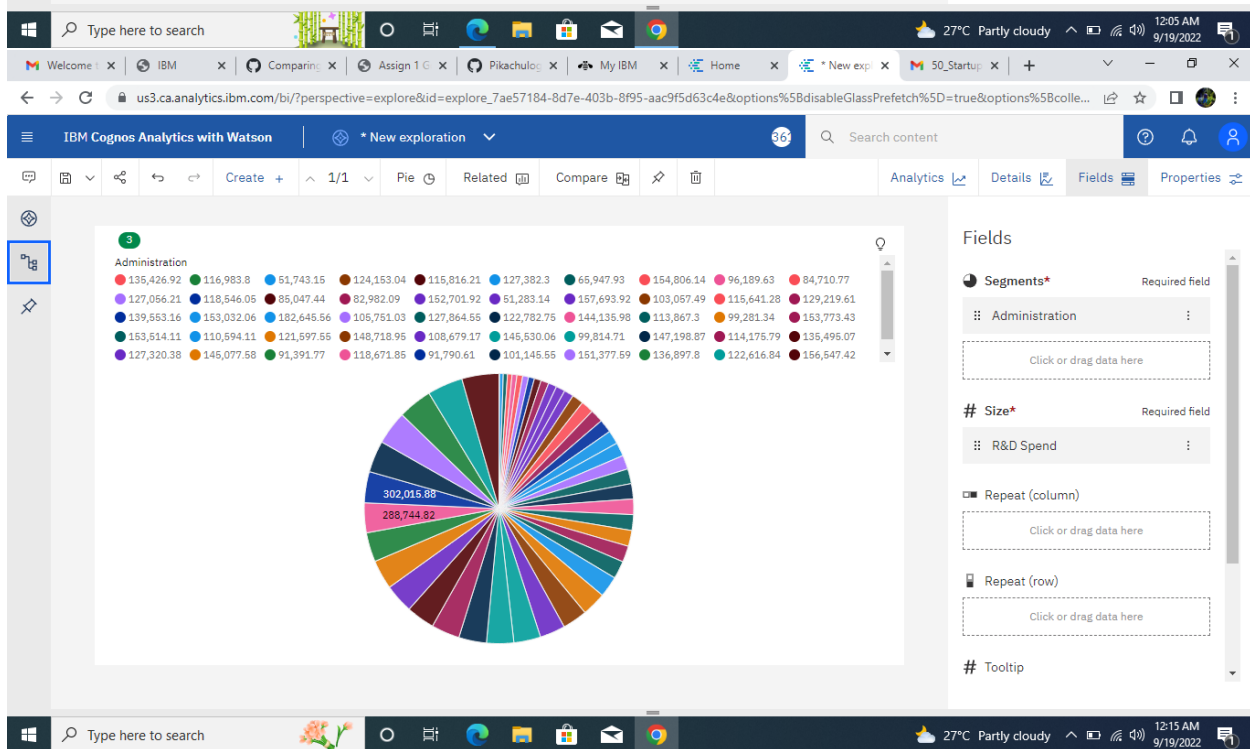 Type here to search 27°C Partly cloudy 12:05 AM
9/19/2022 1
Welcome t IBM Comparing Assign 1 G Pikachulog My IBM Home * New expl 50_Startup
us3.ca.analytics.ibm.com/bi/?perspective=explore&id=explore_7ae57184-8d7e-403b-8f95-aac9f5d63c4e&options%5BdisableGlassPrefetch%5D=true&options%5Bcolle...
IBM Cognos Analytics with Watson * New exploration 361 Search content
Create + 1/1 Pie Related Compare Analytics Details Fields Properties
Fields
3
Administration
135,426.92 116,983.8 61,743.15 124,153.04 115,816.21 127,382.3 65,947.93 154,806.14 96,189.63 84,710.77
127,056.21 118,546.05 85,047.44 82,982.09 152,701.92 51,283.14 157,693.92 103,057.49 115,641.28 129,219.61
139,553.16 153,032.06 182,645.56 105,751.03 127,864.55 122,782.75 144,135.98 113,867.3 99,281.34 153,773.43
153,514.11 110,594.11 121,597.55 148,718.95 108,679.17 145,530.06 99,814.71 147,198.87 114,175.79 135,495.07
127,320.38 145,077.58 91,391.77 118,671.85 91,790.61 101,145.55 151,377.59 136,897.8 122,616.84 156,547.42
302,015.88
288,744.82
Segments* Required field
Administration
Click or drag data here
# Size* Required field
R&D Spend
Repeat (column)
Click or drag data here
Repeat (row)
Click or drag data here
# Tooltip
Type here to search 27°C Partly cloudy 12:15 AM
9/19/2022 1